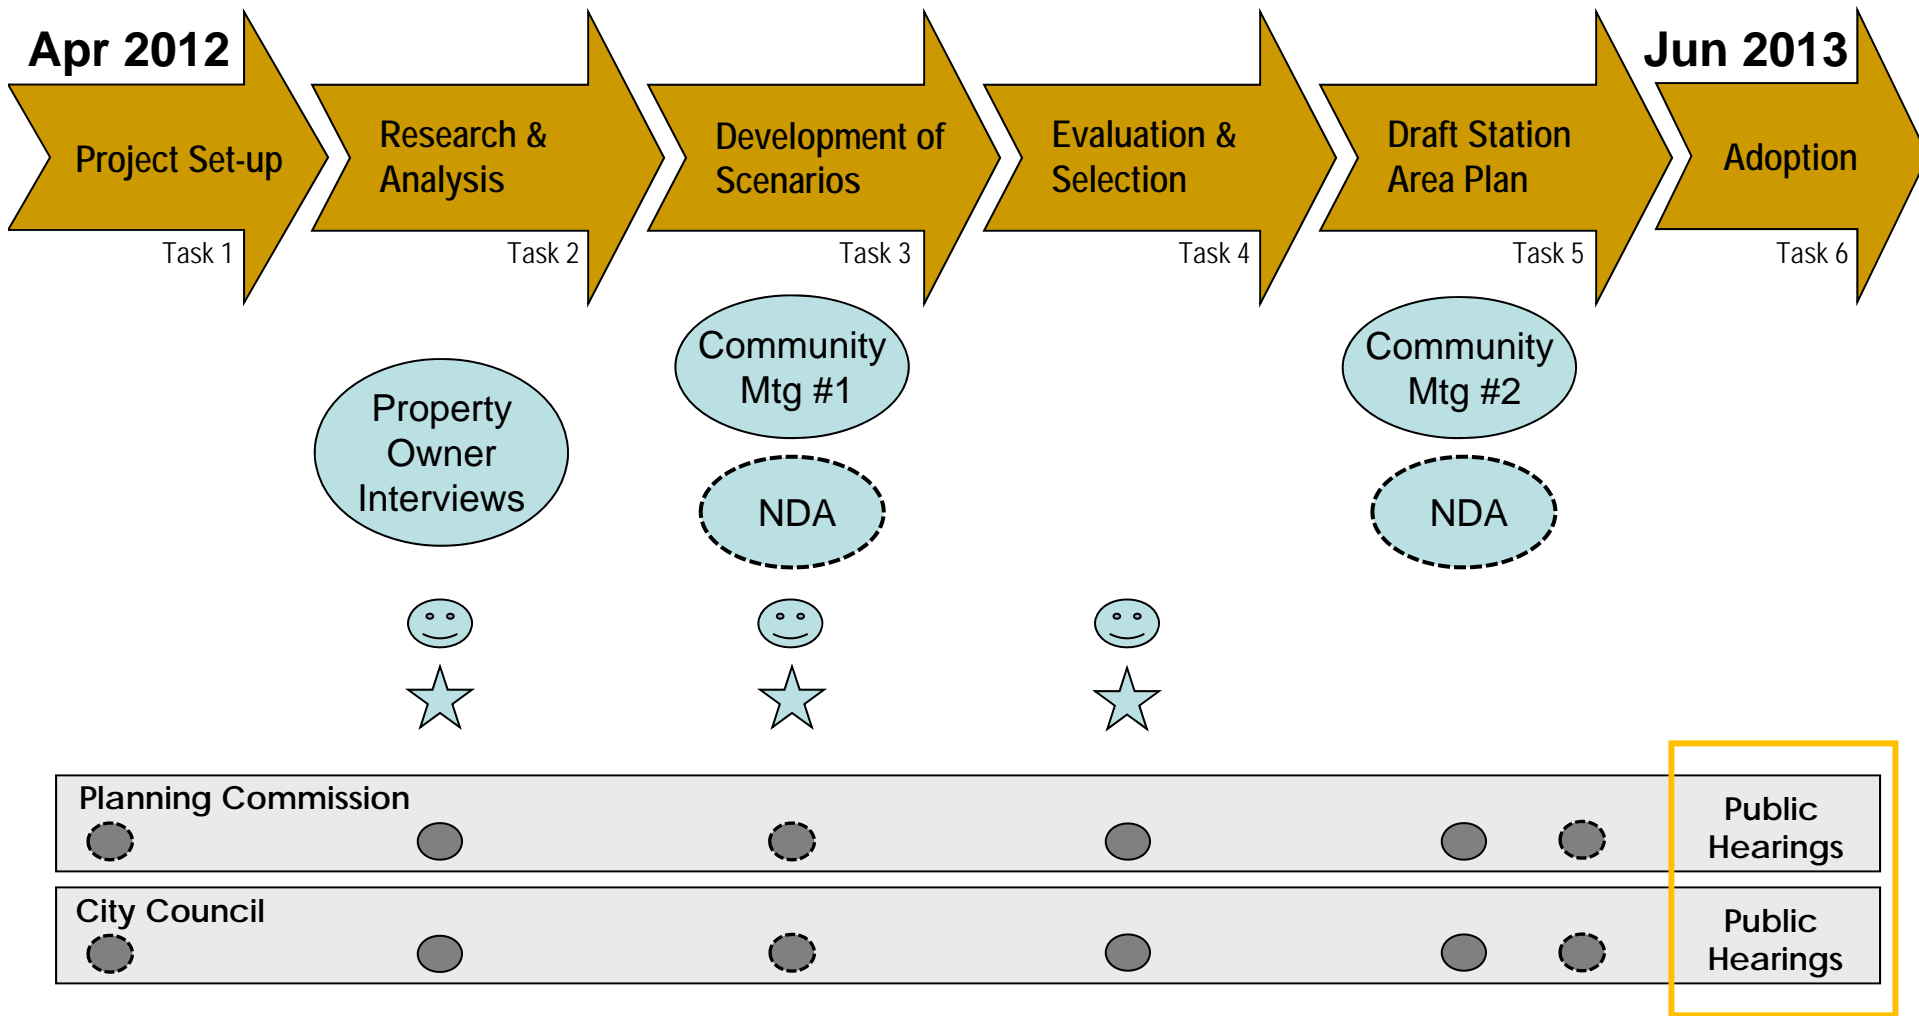 Apr 2012
Jun 2013
Project Set-up
Research &
Analysis
Development of
Scenarios
Evaluation &
Selection
Draft Station
Area Plan
Adoption
Task 1
Task 2
Task 3
Task 4
Task 5
Task 6
Property
Owner
Interviews
Community
Mtg #1
NDA
Community
Mtg #2
NDA
Planning Commission
Public
Hearings
City Council
Public
Hearings